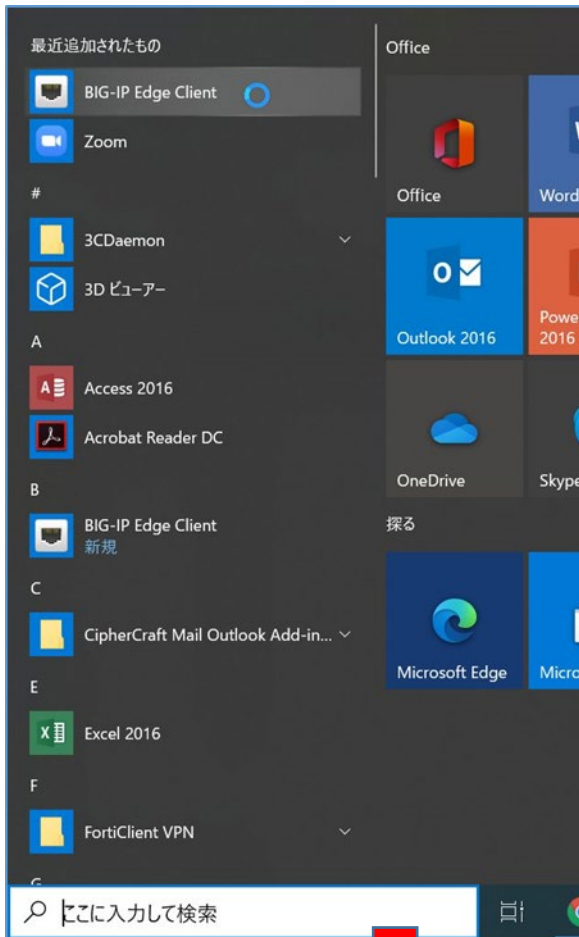 最近追加されたもの
BIG-IP Edge Client
Zoom
#
3CDaemon
3D ビューアー
A
Access 2016
Acrobat Reader DC
B
BIG-IP Edge Client
新規
C
CipherCraft Mail Outlook Add-in...
E
Excel 2016
F
FortiClient VPN
G
ここに入力して検索
Office
Office
Word
Outlook 2016
Powe
2016
OneDrive
Skype
探る
Microsoft Edge
Micro